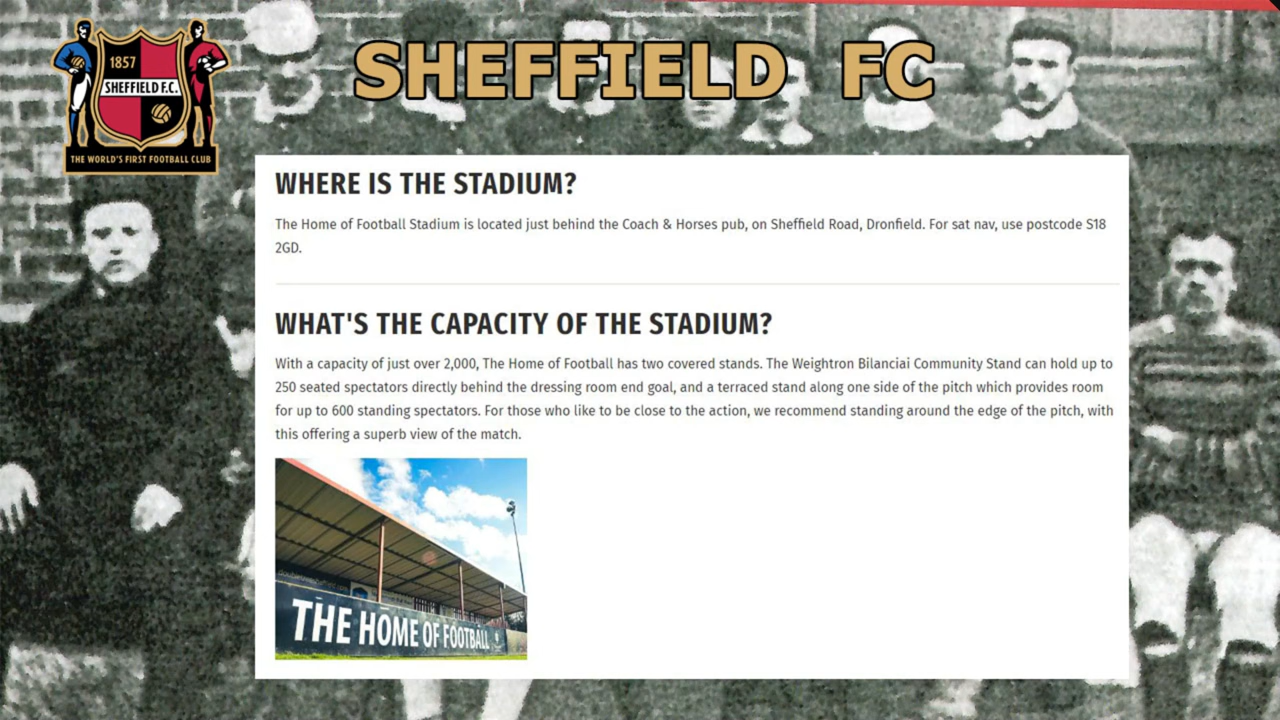 1857
SHEFFIELD F.C.
THE WORLD'S FIRST FOOTBALL CLUB
SHEFFIELD FC
WHERE IS THE STADIUM?
The Home of Football Stadium is located just behind the Coach & Horses pub, on Sheffield Road, Dronfield. For sat nav, use postcode S18
2GD.
WHAT'S THE CAPACITY OF THE STADIUM?
With a capacity of just over 2,000, The Home of Football has two covered stands. The Weightron Bilanciai Community Stand can hold up to
250 seated spectators directly behind the dressing room end goal, and a terraced stand along one side of the pitch which provides room
for up to 600 standing spectators. For those who like to be close to the action, we recommend standing around the edge of the pitch, with
this offering a superb view of the match.
THE HOME OF FOOTBALL